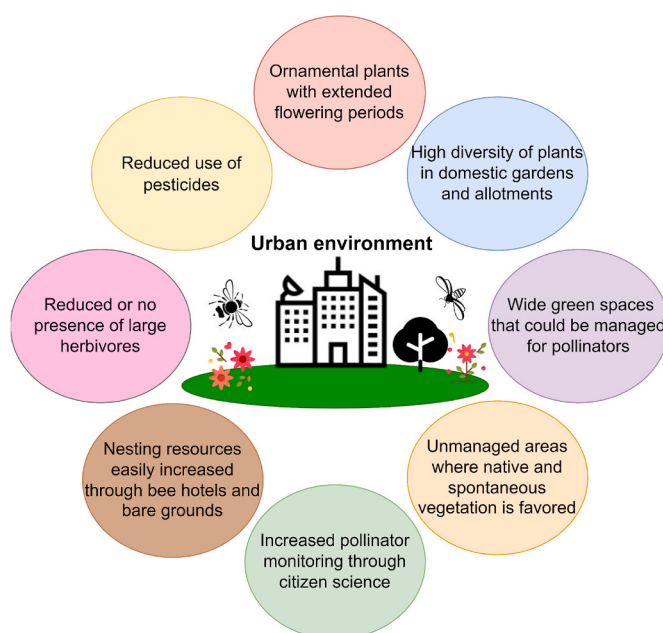 Ornamental plants
with extended
flowering periods
High diversity of plants
in domestic gardens
and allotments
Reduced use of
pesticides
Urban environment
Reduced or no
presence of large
herbivores
Wide green spaces
that could be managed
for pollinators
Nesting resources
easily increased
through bee hotels and
bare grounds
Unmanaged areas
where native and
spontaneous
vegetation is favored
Increased pollinator
monitoring through
citizen science